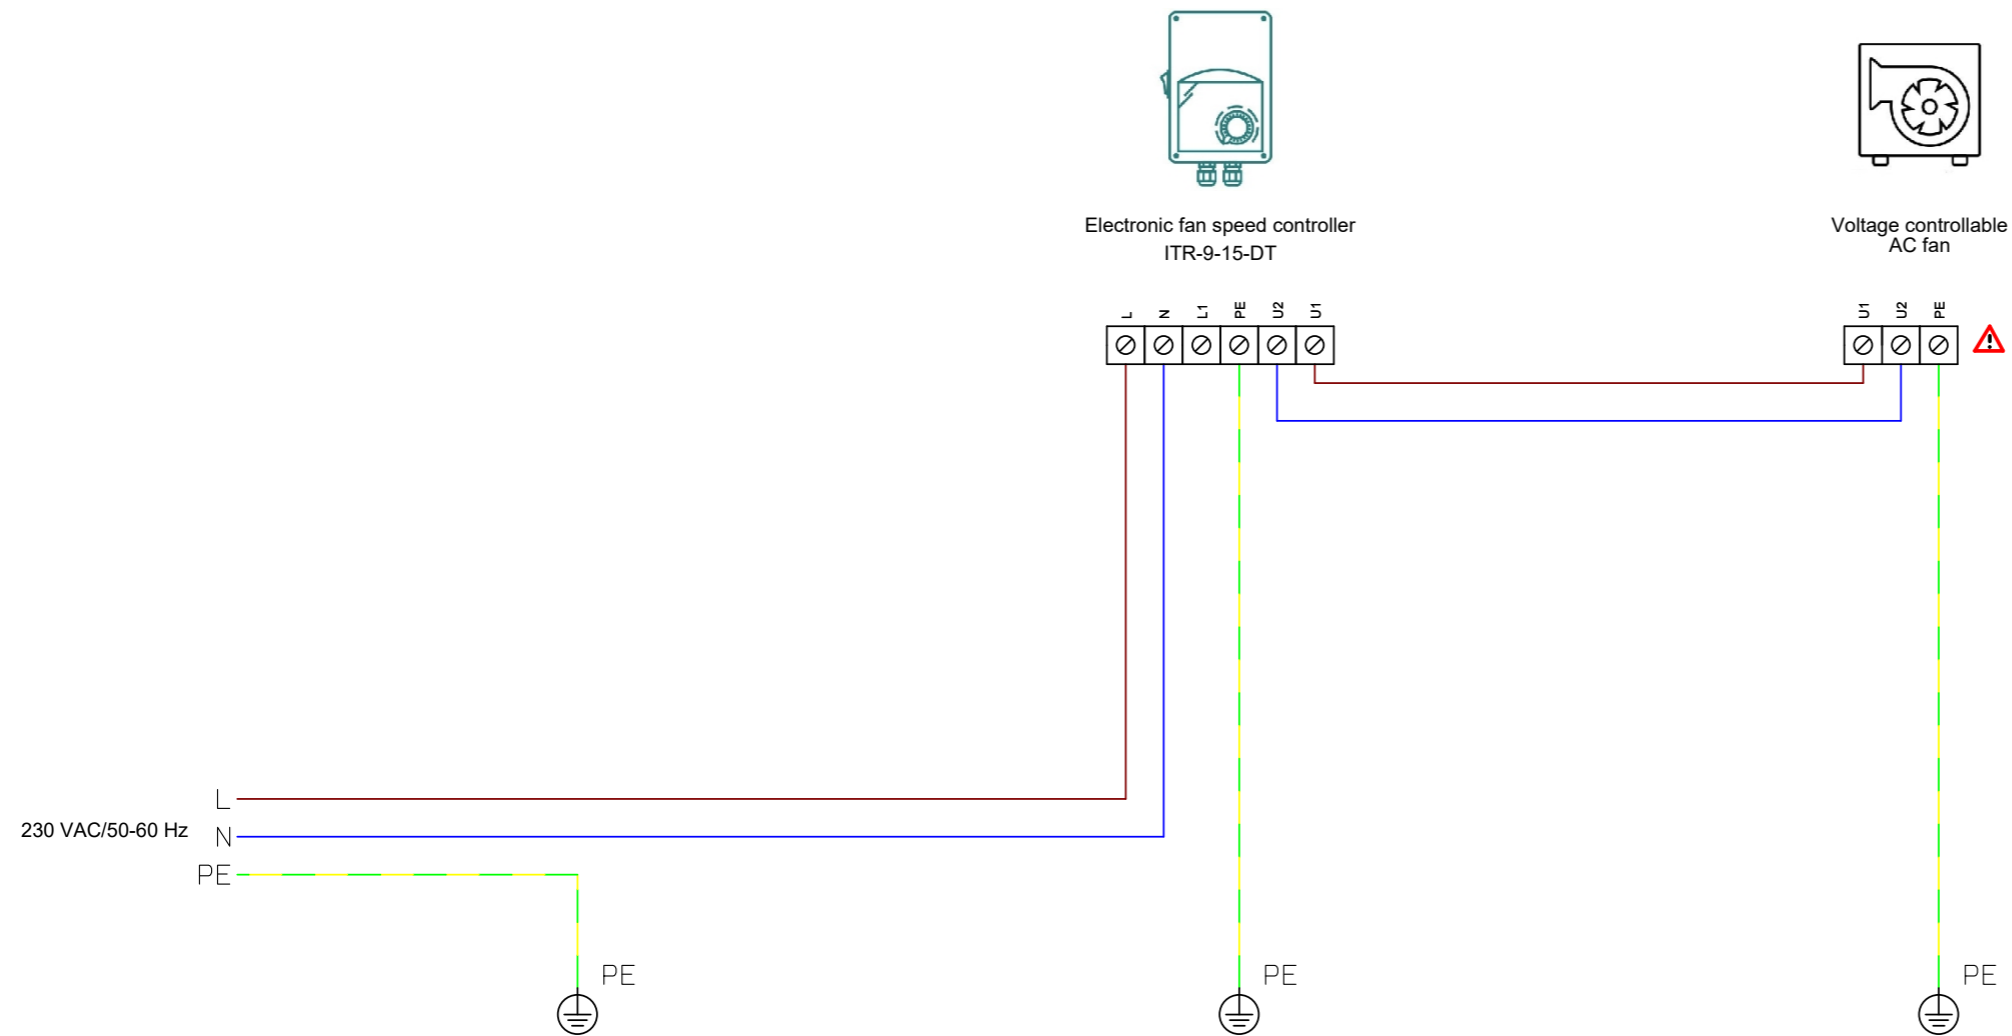 Electronic fan speed controller
ITR-9-15-DT
Voltage controllable
AC fan
L N L1 PE U2 U1
U1 U2 PE
L
230 VAC/50-60 Hz
N
PE
PE
PE
PE